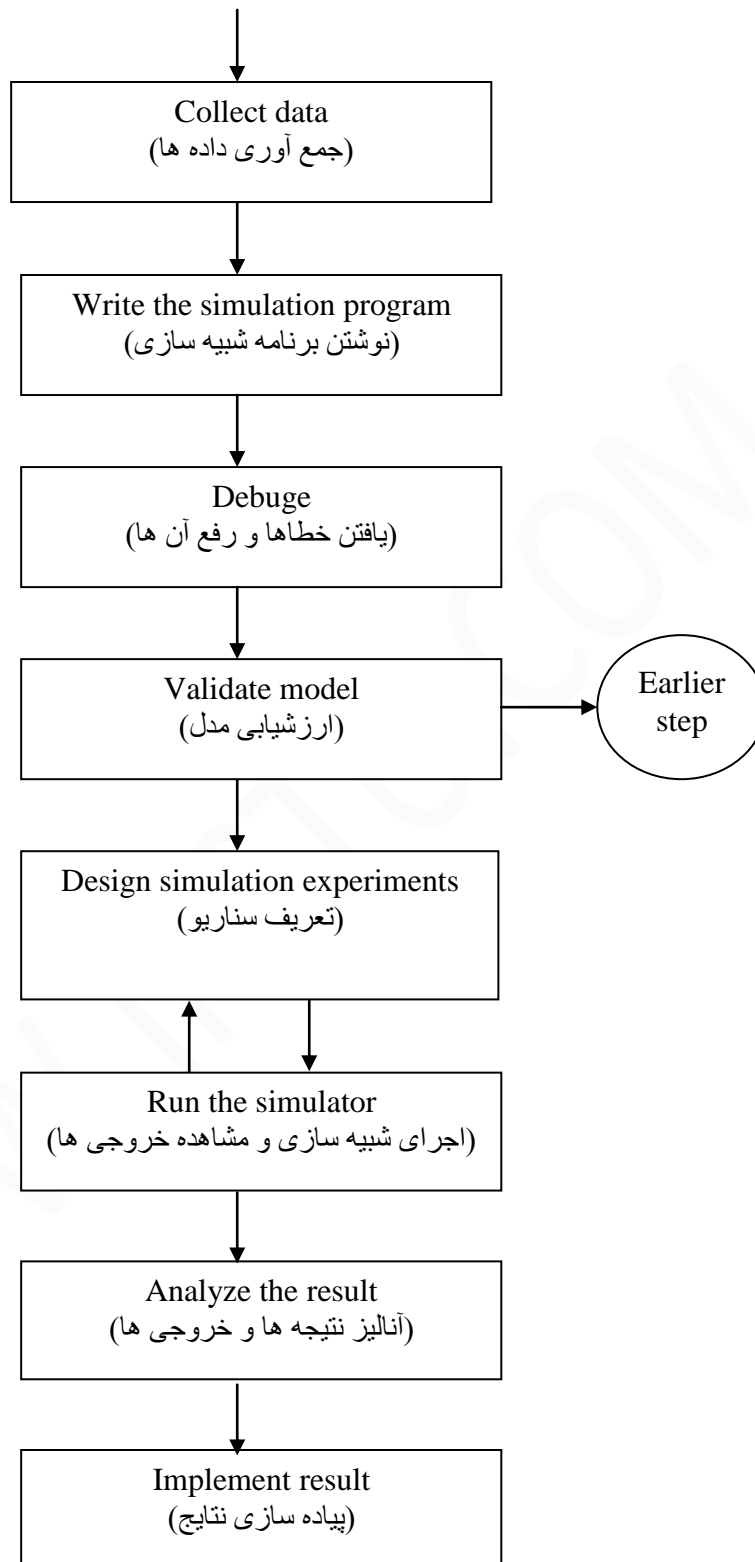 Collect data
(جمع آوری داده ها)
Write the simulation program
(نوشتن برنامه شبیه سازی)
Debuge
(یافتن خطاها و رفع آن ها)
Validate model
(ارزشیابی مدل)
Earlier
step
Design simulation experiments
(تعریف سناریو)
Run the simulator
(اجرای شبیه سازی و مشاهده خروجی ها)
Analyze the result
(آنالیز نتیجه ها و خروجی ها)
Implement result
(پیاده سازی نتایج)